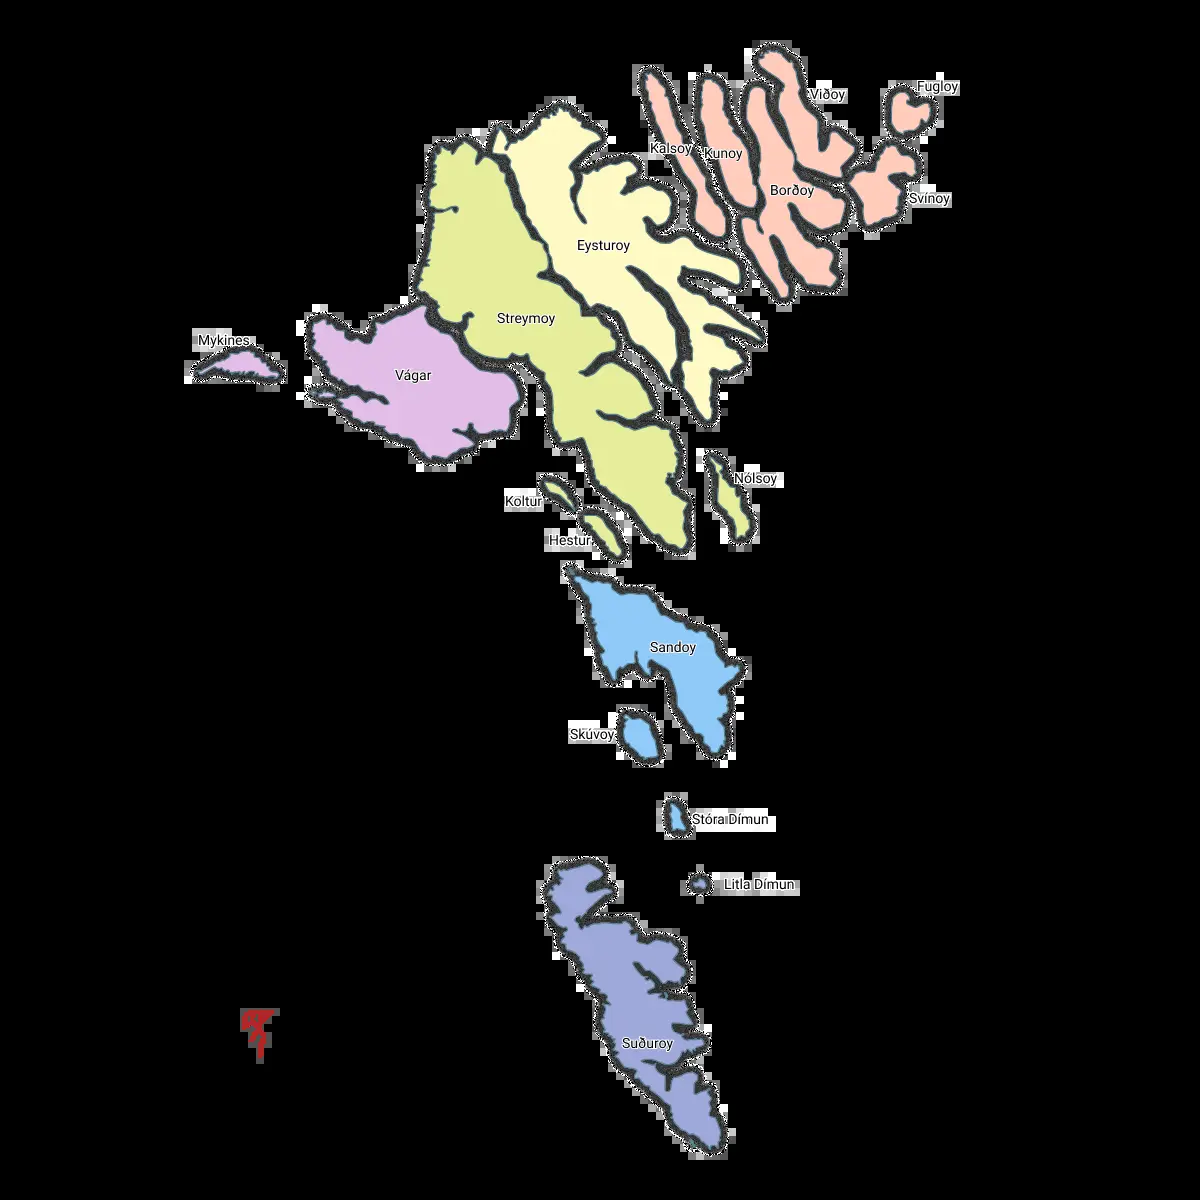 Fugloy
Viðoy
Kalsoy
Kunoy
Borðoy
Svínoy
Eysturoy
Streymoy
Mykines
Vágar
Nólsoy
Koltur
Hestur
Sandoy
Skúvoy
Stóra Dímun
Litla Dímun
Suðuroy